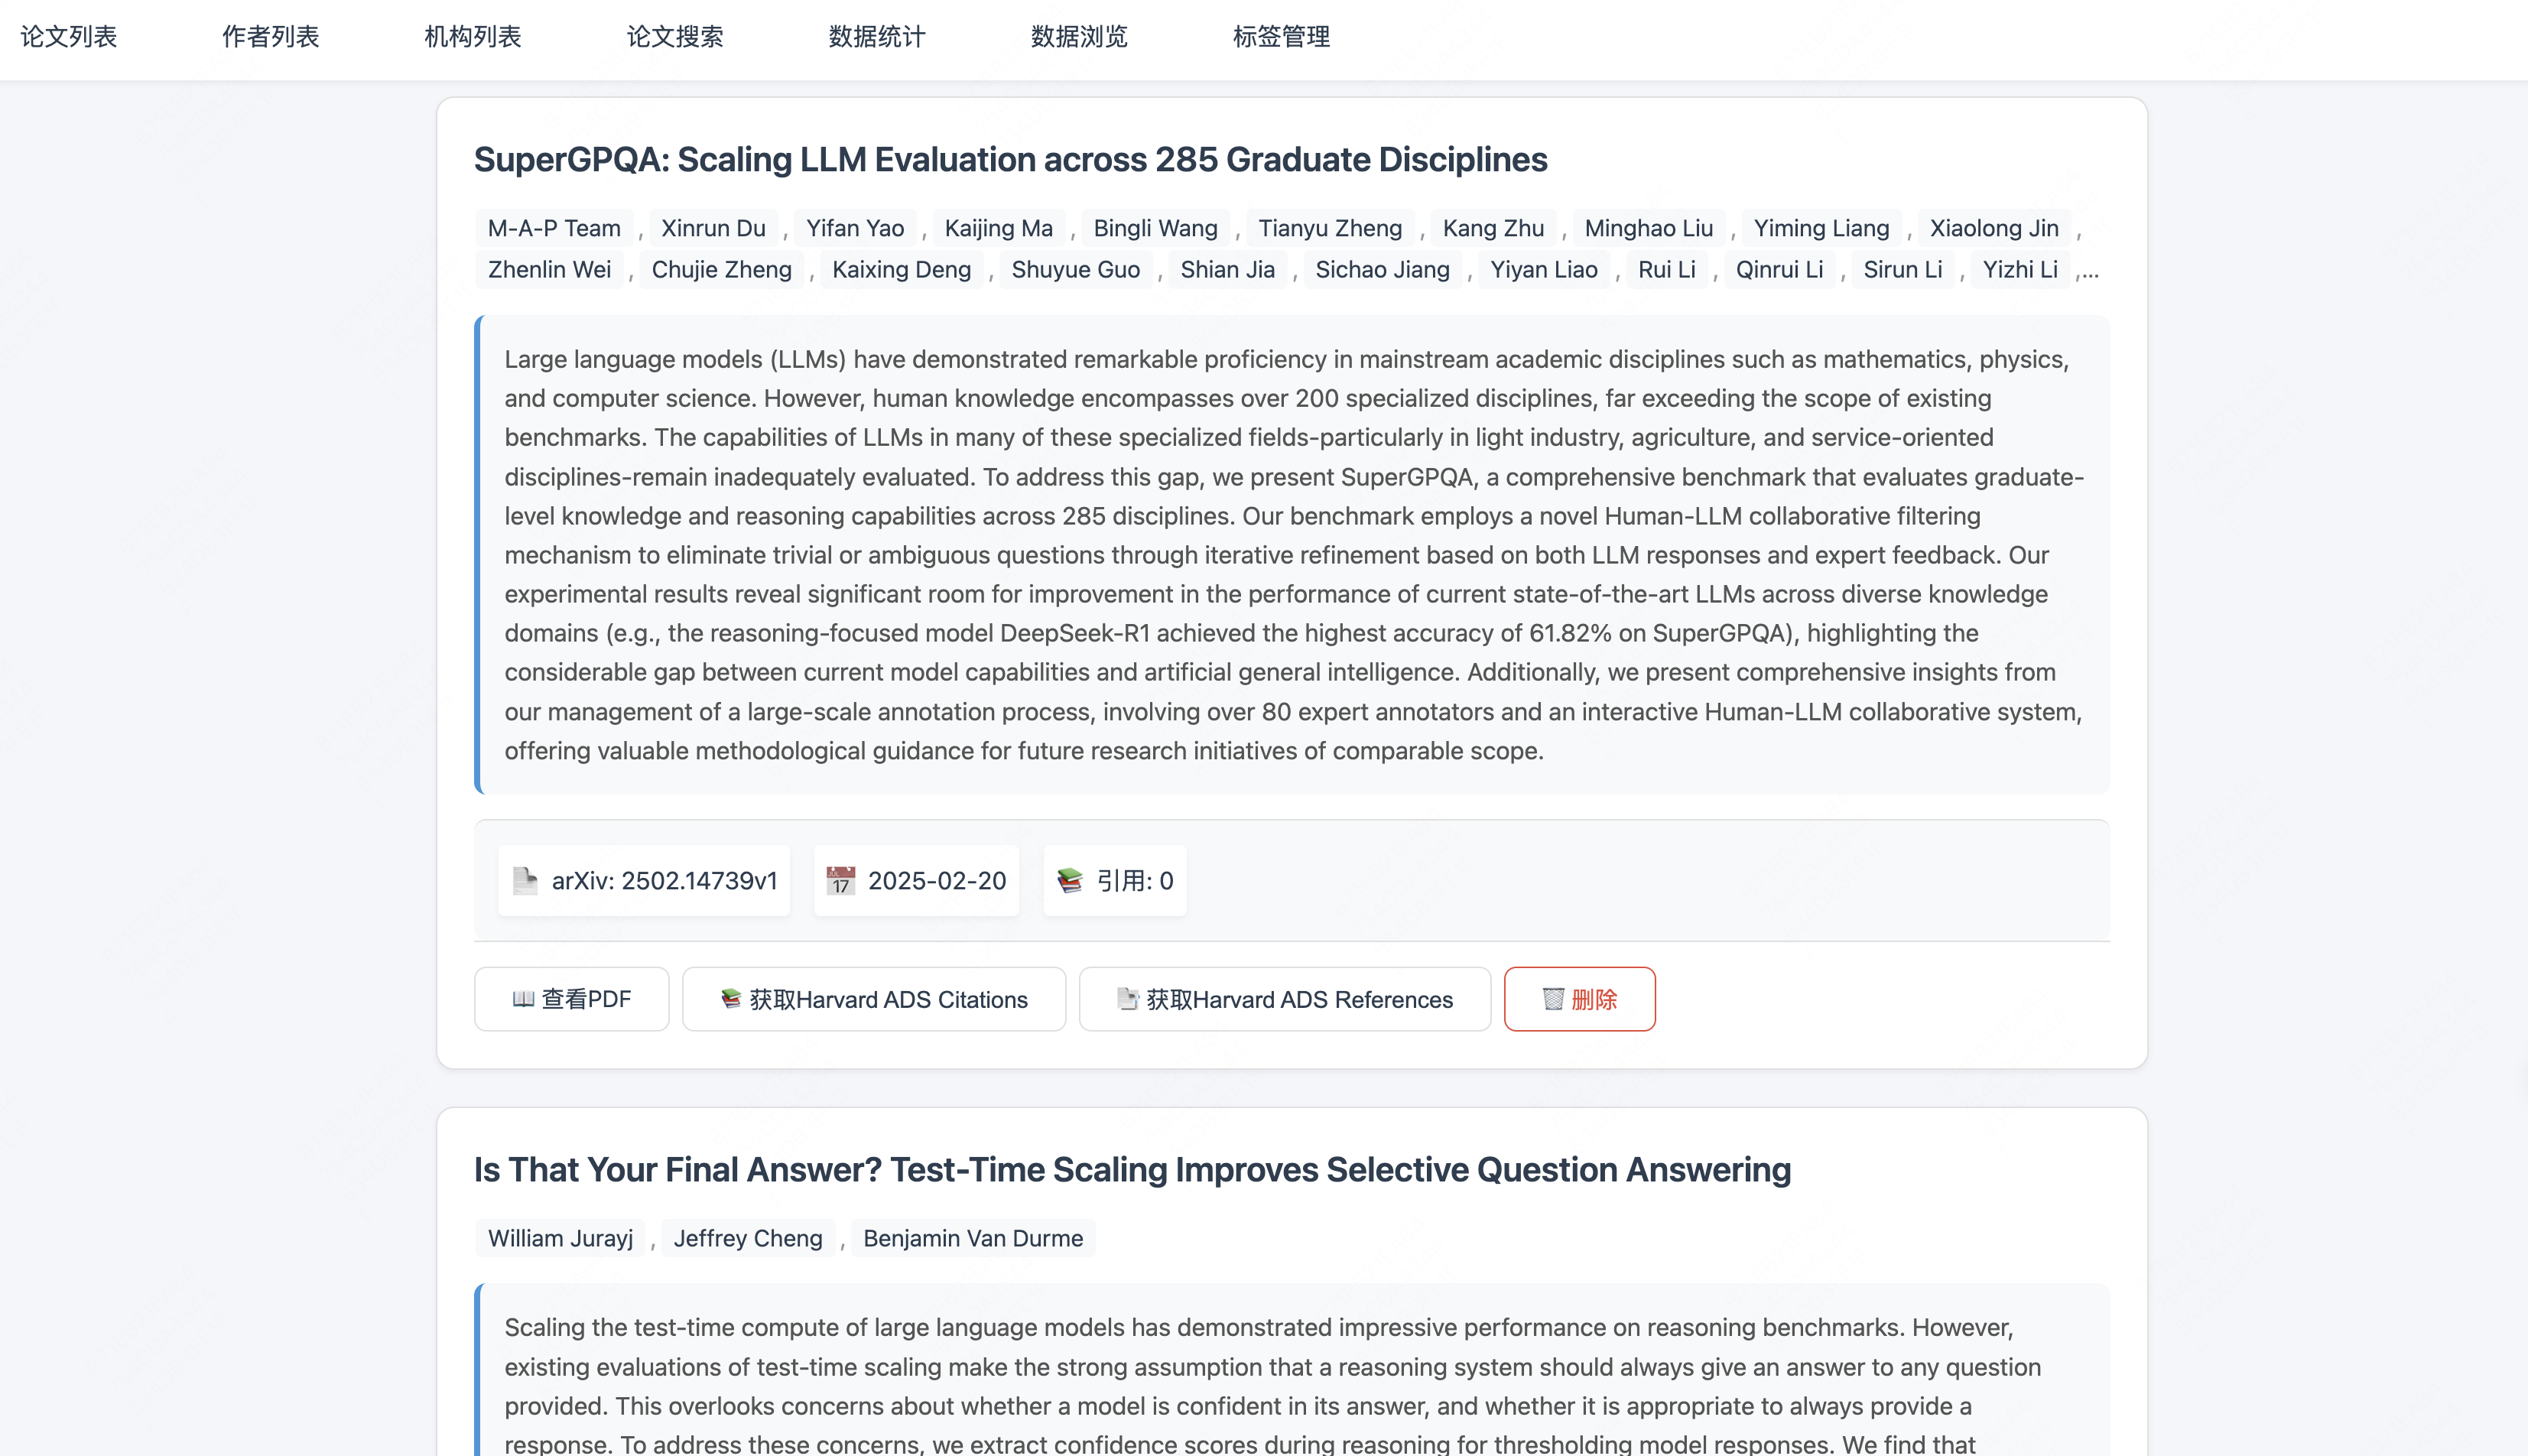 论文列表 作者列表 机构列表 论文搜索 数据统计 数据浏览 标签管理
SuperGPQA: Scaling LLM Evaluation across 285 Graduate Disciplines
M-A-P Team , Xinrun Du , Yifan Yao , Kaijing Ma , Bingli Wang , Tianyu Zheng , Kang Zhu , Minghao Liu , Yiming Liang , Xiaolong Jin ,
Zhenlin Wei , Chujie Zheng , Kaixing Deng , Shuyue Guo , Shian Jia , Sichao Jiang , Yiyan Liao , Rui Li , Qinrui Li , Sirun Li , Yizhi Li ,...
Large language models (LLMs) have demonstrated remarkable proficiency in mainstream academic disciplines such as mathematics, physics,
and computer science. However, human knowledge encompasses over 200 specialized disciplines, far exceeding the scope of existing
benchmarks. The capabilities of LLMs in many of these specialized fields-particularly in light industry, agriculture, and service-oriented
disciplines-remain inadequately evaluated. To address this gap, we present SuperGPQA, a comprehensive benchmark that evaluates graduate-
level knowledge and reasoning capabilities across 285 disciplines. Our benchmark employs a novel Human-LLM collaborative filtering
mechanism to eliminate trivial or ambiguous questions through iterative refinement based on both LLM responses and expert feedback. Our
experimental results reveal significant room for improvement in the performance of current state-of-the-art LLMs across diverse knowledge
domains (e.g., the reasoning-focused model DeepSeek-R1 achieved the highest accuracy of 61.82% on SuperGPQA), highlighting the
considerable gap between current model capabilities and artificial general intelligence. Additionally, we present comprehensive insights from
our management of a large-scale annotation process, involving over 80 expert annotators and an interactive Human-LLM collaborative system,
offering valuable methodological guidance for future research initiatives of comparable scope.
arXiv: 2502.14739v1 2025-02-20 引用: 0
查看PDF 获取Harvard ADS Citations 获取Harvard ADS References 删除
Is That Your Final Answer? Test-Time Scaling Improves Selective Question Answering
William Jurayj , Jeffrey Cheng , Benjamin Van Durme
Scaling the test-time compute of large language models has demonstrated impressive performance on reasoning benchmarks. However,
existing evaluations of test-time scaling make the strong assumption that a reasoning system should always give an answer to any question
provided. This overlooks concerns about whether a model is confident in its answer, and whether it is appropriate to always provide a
response. To address these concerns, we extract confidence scores during reasoning for thresholding model responses. We find that